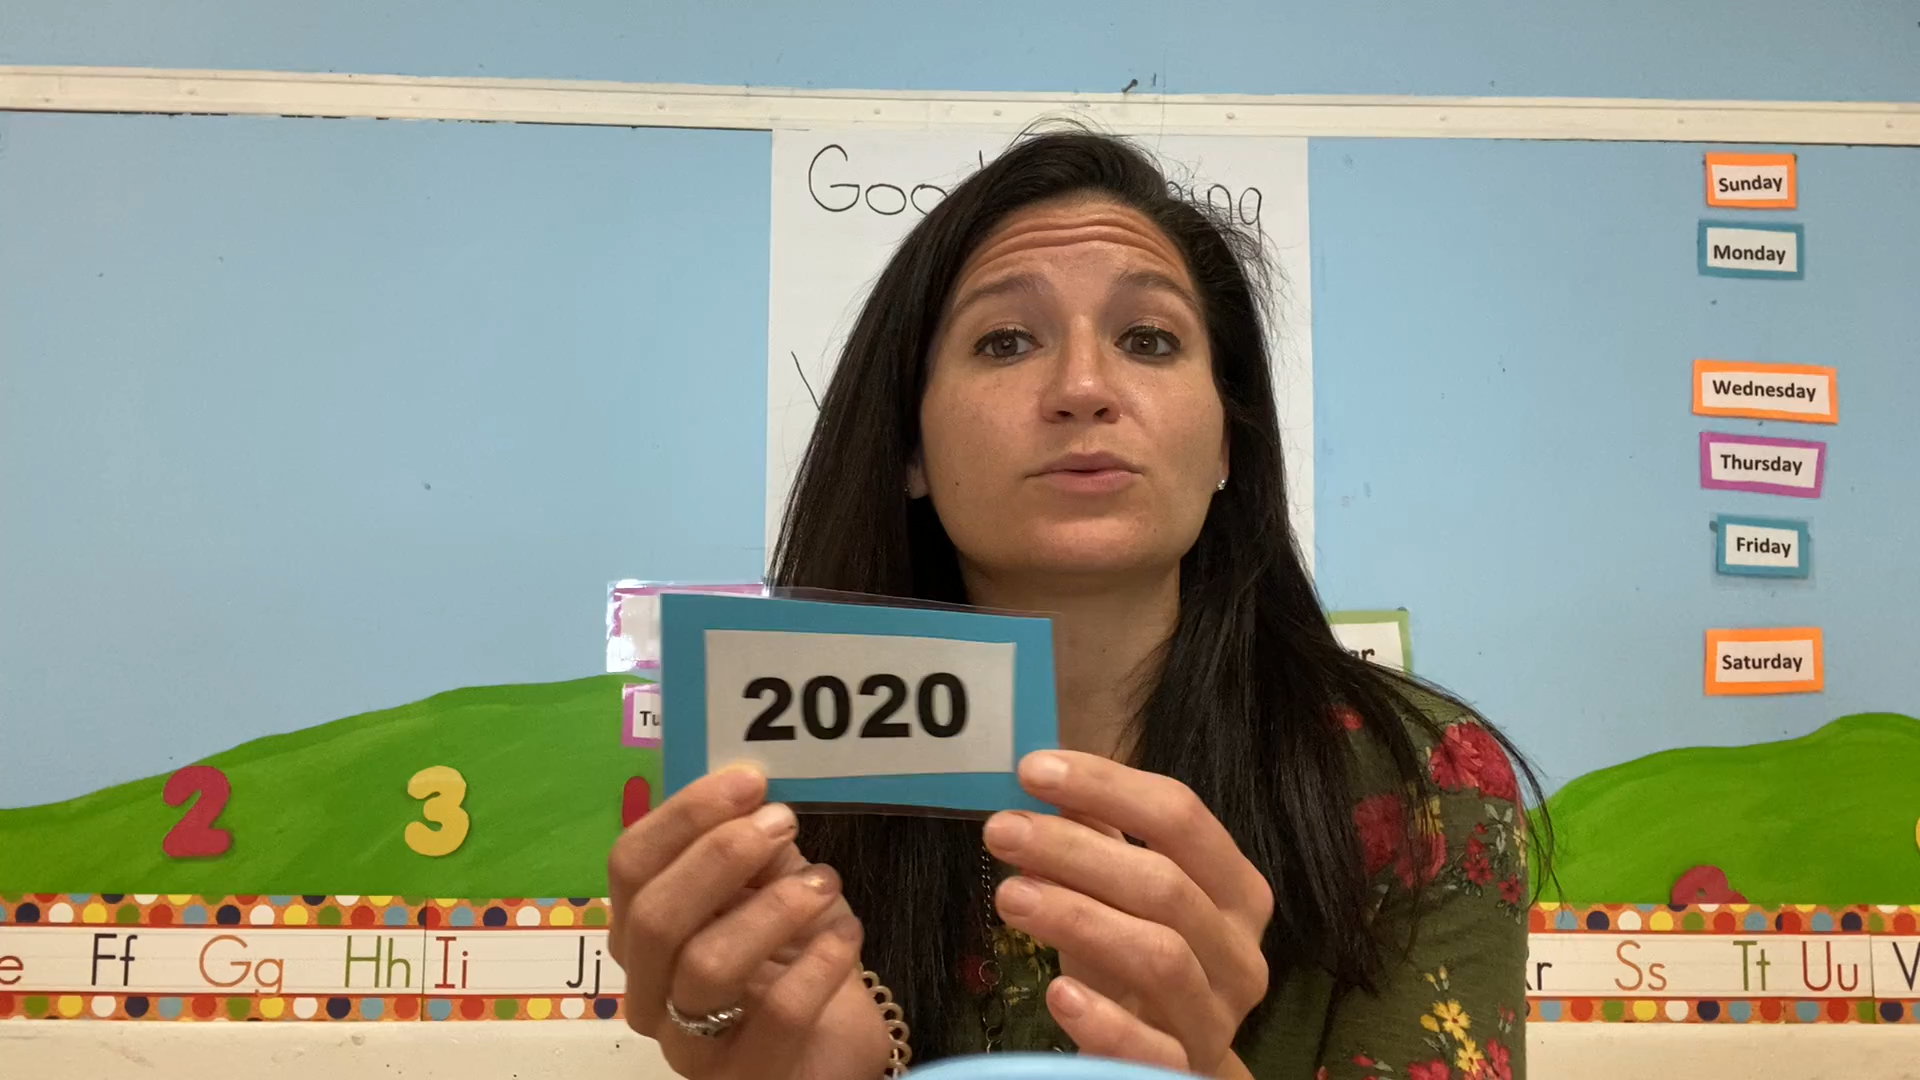 Sunday
Monday
Wednesday
Thursday
Friday
Saturday
2020
2 3
Ff Gg Hh Ii Jj
Ss Tt Uu